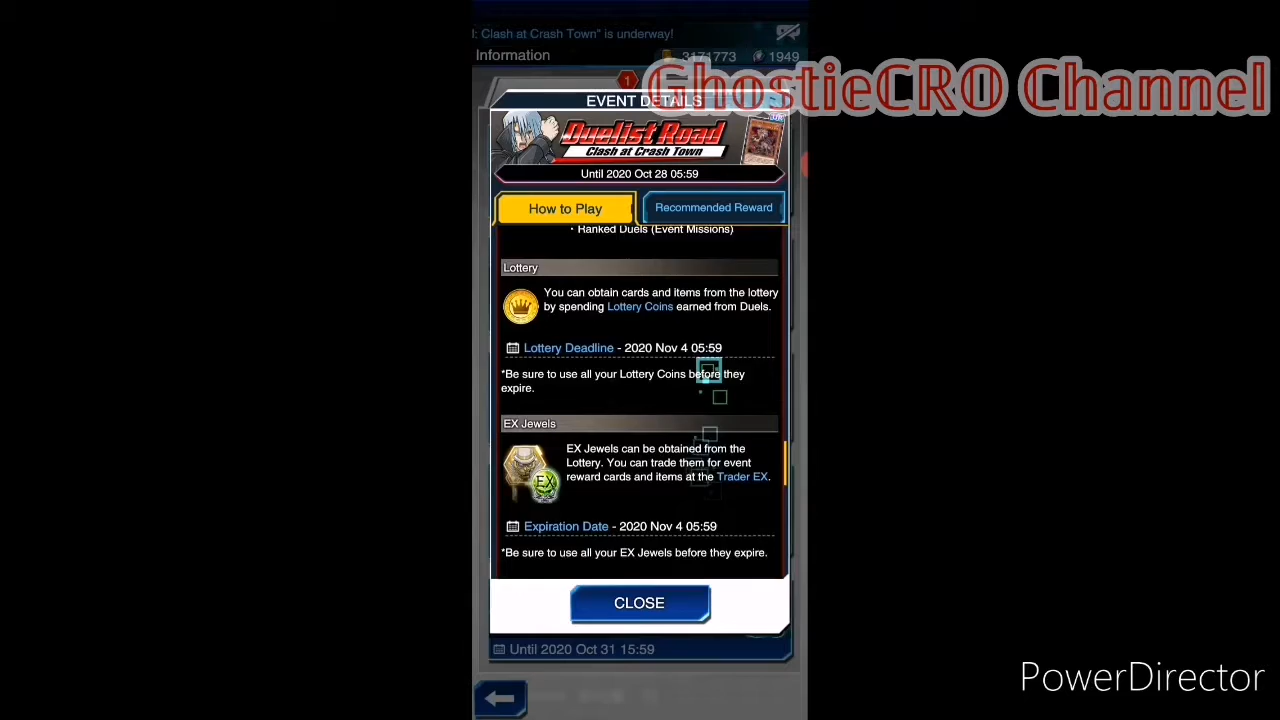 l: Clash at Crash Town" is underway!
Information
3171773
1949
1
GhostieCRO Channel
EVENT DETAILS
Duelist Road
Clash at Crash Town
Until 2020 Oct 28 05:59
How to Play
Recommended Reward
· Ranked Duels (Event Missions)
Lottery
You can obtain cards and items from the lottery
by spending Lottery Coins earned from Duels.
Lottery Deadline - 2020 Nov 4 05:59
*Be sure to use all your Lottery Coins before they
expire.
EX Jewels
EX Jewels can be obtained from the
Lottery. You can trade them for event
reward cards and items at the Trader EX.
EX
Expiration Date - 2020 Nov 4 05:59
*Be sure to use all your EX Jewels before they expire.
CLOSE
Until 2020 Oct 31 15:59
PowerDirector